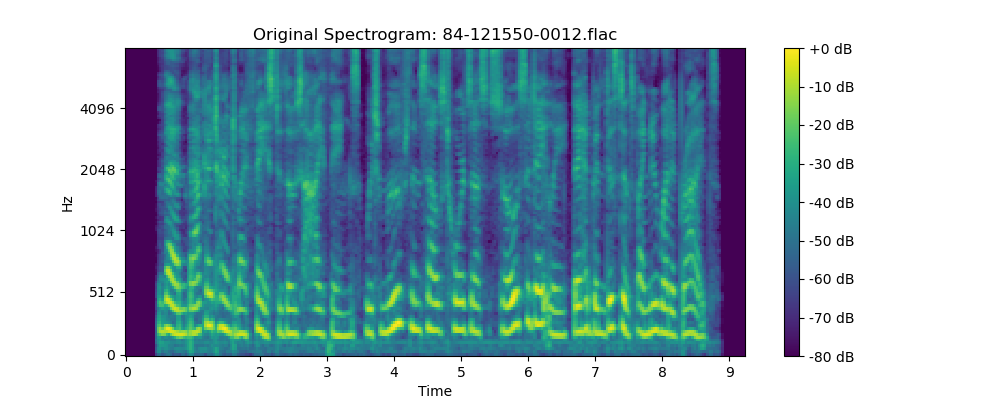 Original Spectrogram: 84-121550-0012.flac
Hz
4096
2048
1024
512
0
0 1 2 3 4 5 6 7 8 9
Time
+0 dB
-10 dB
-20 dB
-30 dB
-40 dB
-50 dB
-60 dB
-70 dB
-80 dB